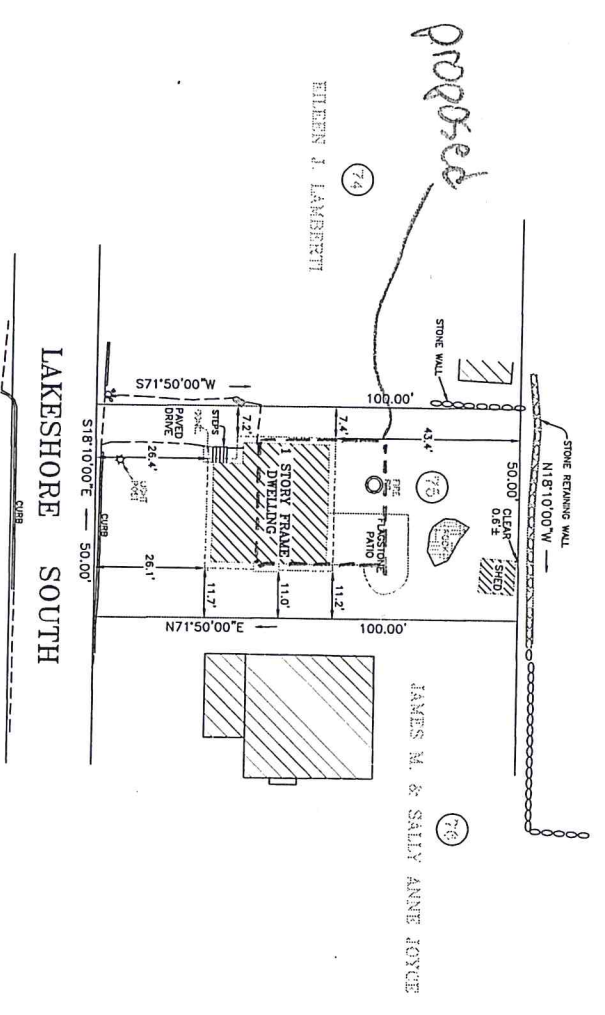 proposed
EILEEN J. LAMBERTI
74
STONE RETAINING WALL
N18°10'00"W
STONE WALL
50.00'
CLEAR
0.6'±
SHED
100.00'
43.4'
75
ROCK
S71°50'00"W
7.2'
7.4'
FLAGSTONE
PATIO
STEPS
PAVED
DRIVE
1 STORY FRAME
DWELLING
26.4'
LIGHT
POST
26.1'
11.7'
11.0'
11.2'
S18°10'00"E
50.00'
N71°50'00"E
100.00'
CURB
LAKESHORE SOUTH
CURB
JAMES M. & SALLY ANNE JOYCE
76